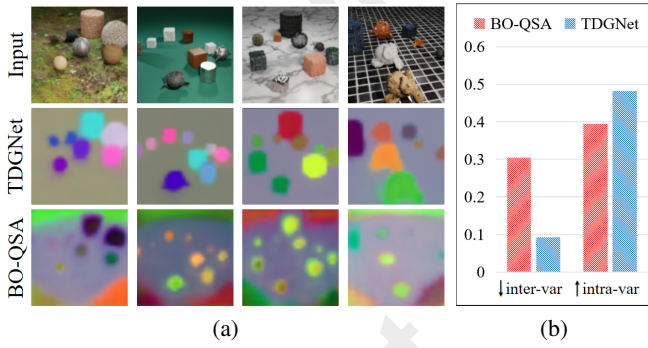 Input
TDGNet
BO-QSA
(a)
BO-QSA TDGNet
0.6
0.5
0.4
0.3
0.2
0.1
0
↓inter-var ↑intra-var
(b)